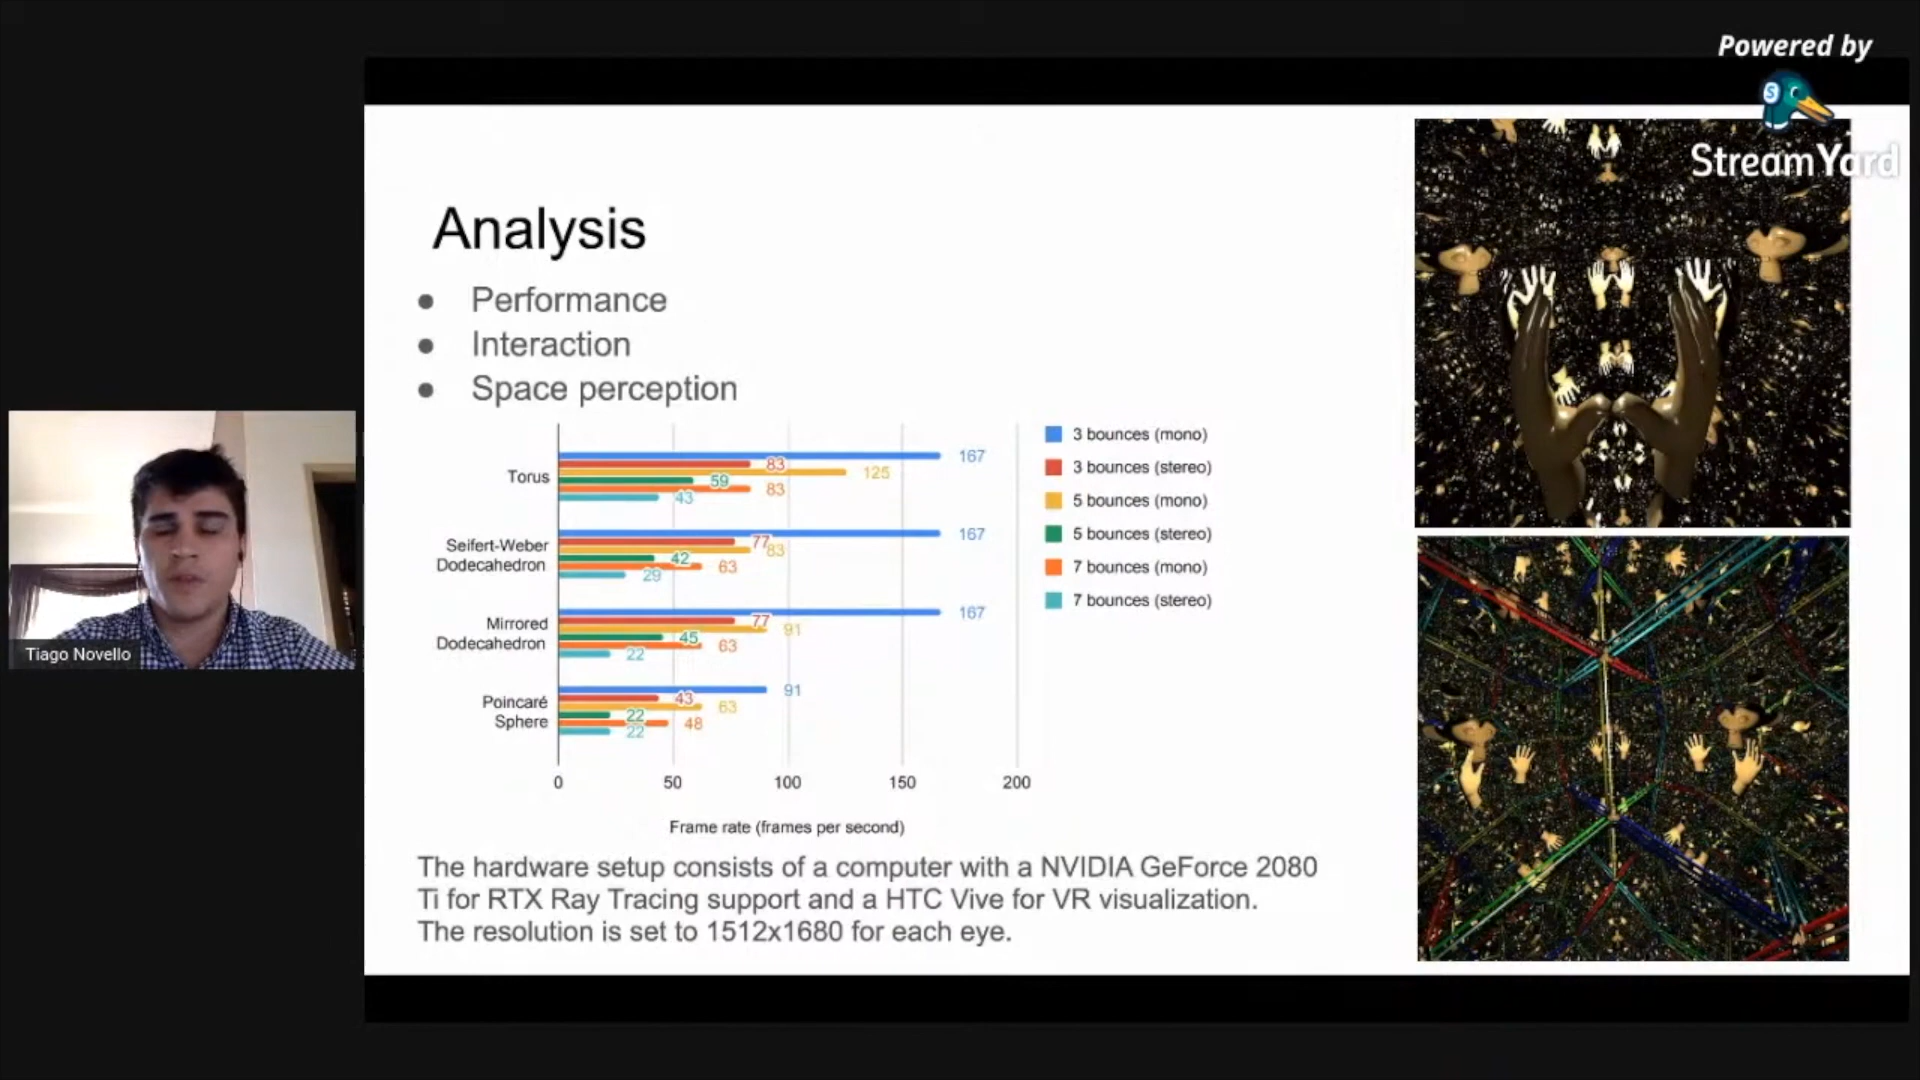 Powered by
StreamYard
Analysis
● Performance
● Interaction
● Space perception
3 bounces (mono)
3 bounces (stereo)
5 bounces (mono)
5 bounces (stereo)
7 bounces (mono)
7 bounces (stereo)
Torus
167
83
125
59
83
43
Seifert-Weber
Dodecahedron
167
77
83
42
63
29
Mirrored
Dodecahedron
167
77
91
45
63
22
Poincaré
Sphere
91
43
63
22
48
22
0 50 100 150 200
Frame rate (frames per second)
The hardware setup consists of a computer with a NVIDIA GeForce 2080
Ti for RTX Ray Tracing support and a HTC Vive for VR visualization.
The resolution is set to 1512x1680 for each eye.
Tiago Novello